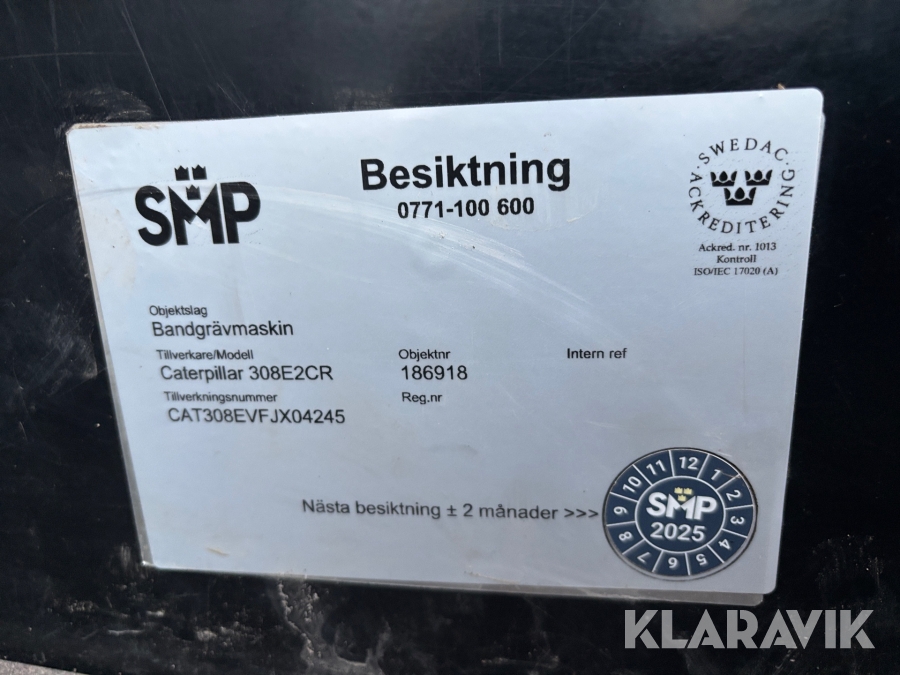 SMP
Besiktning
0771-100 600
SWEDAC
ACKREDITERING
Ackred. nr. 1013
Kontroll
ISO/IEC 17020 (A)
Objektslag
Bandgrävmaskin
Tillverkare/Modell
Objektnr
Intern ref
Caterpillar 308E2CR
186918
Tillverkningsnummer
Reg.nr
CAT308EVFJX04245
Nästa besiktning ± 2 månader >>>
12 1 2 3 4 5 6 7 8 9 10 11
SMP
2025
KLARAVIK